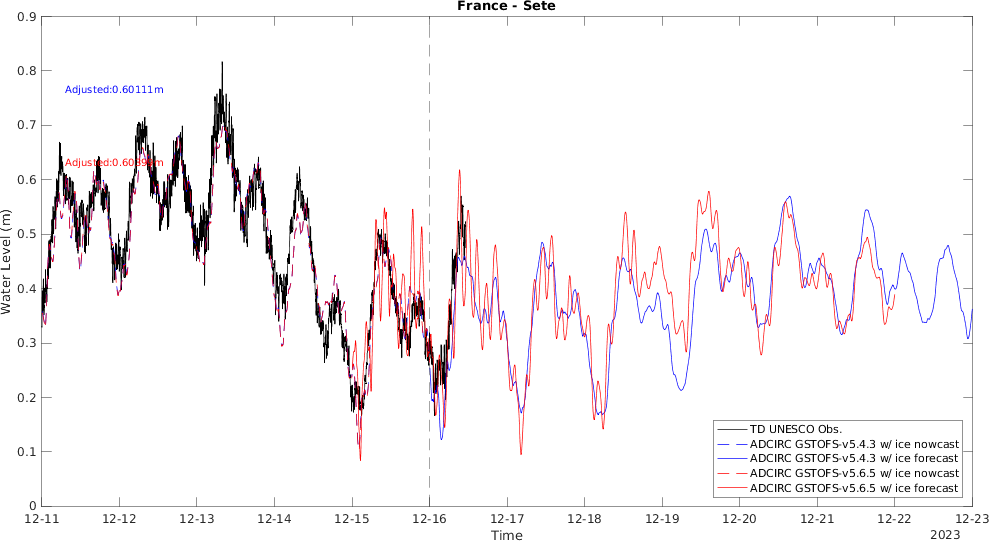 France - Sete
0.9
0.8
0.7
0.6
0.5
0.4
0.3
0.2
0.1
0
Water Level (m)
Adjusted:0.60111m
TD UNESCO Obs.
ADCIRC GSTOFS-v5.4.3 w/ ice nowcast
ADCIRC GSTOFS-v5.4.3 w/ ice forecast
ADCIRC GSTOFS-v5.6.5 w/ ice nowcast
ADCIRC GSTOFS-v5.6.5 w/ ice forecast
12-11 12-12 12-13 12-14 12-15 12-16 12-17 12-18 12-19 12-20 12-21 12-22 12-23
Time
2023